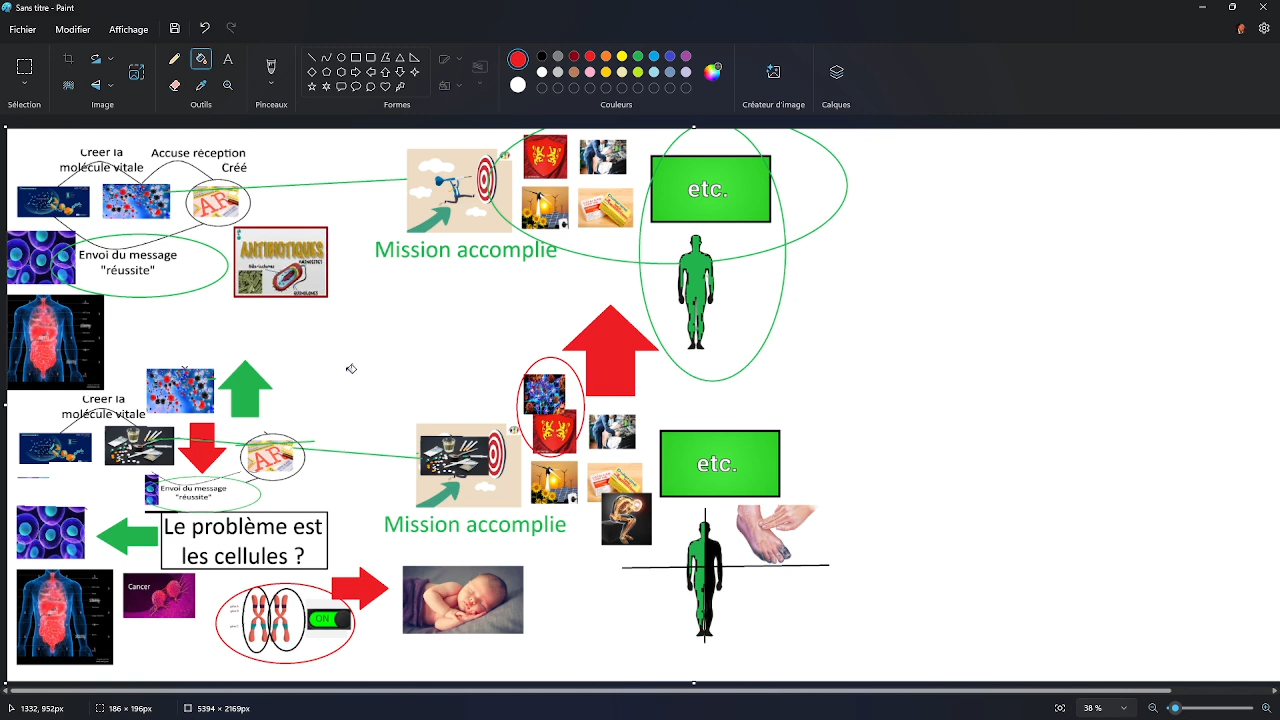 Sans titre - Paint
Fichier Modifier Affichage
Sélection Image Outils Pinceaux Formes Couleurs Créateur d'image Calques
Créer la
molécule vitale
Accuse réception
Créé
AR
Envoi du message
"réussite"
ANTIBIOTIQUES
Mission accomplie
etc.
Créer la
molécule vitale
AR
Envoi du message
"réussite"
Mission accomplie
etc.
Le problème est
les cellules ?
Cancer
ON
1332, 952px 186 × 196px 5394 × 2169px 38 %